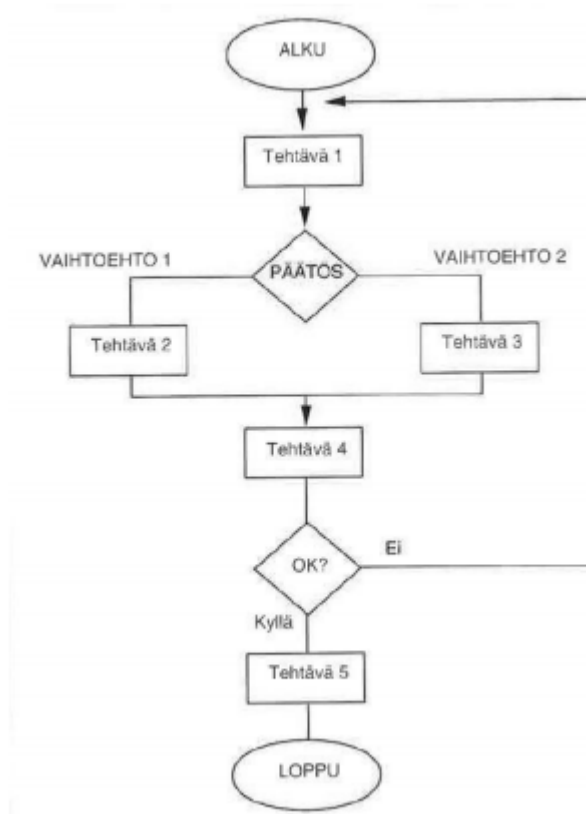 ALKU
Tehtävä 1
VAIHTOEHTO 1
PÄÄTÖS
VAIHTOEHTO 2
Tehtävä 2
Tehtävä 3
Tehtävä 4
OK?
Ei
Kyllä
Tehtävä 5
LOPPU